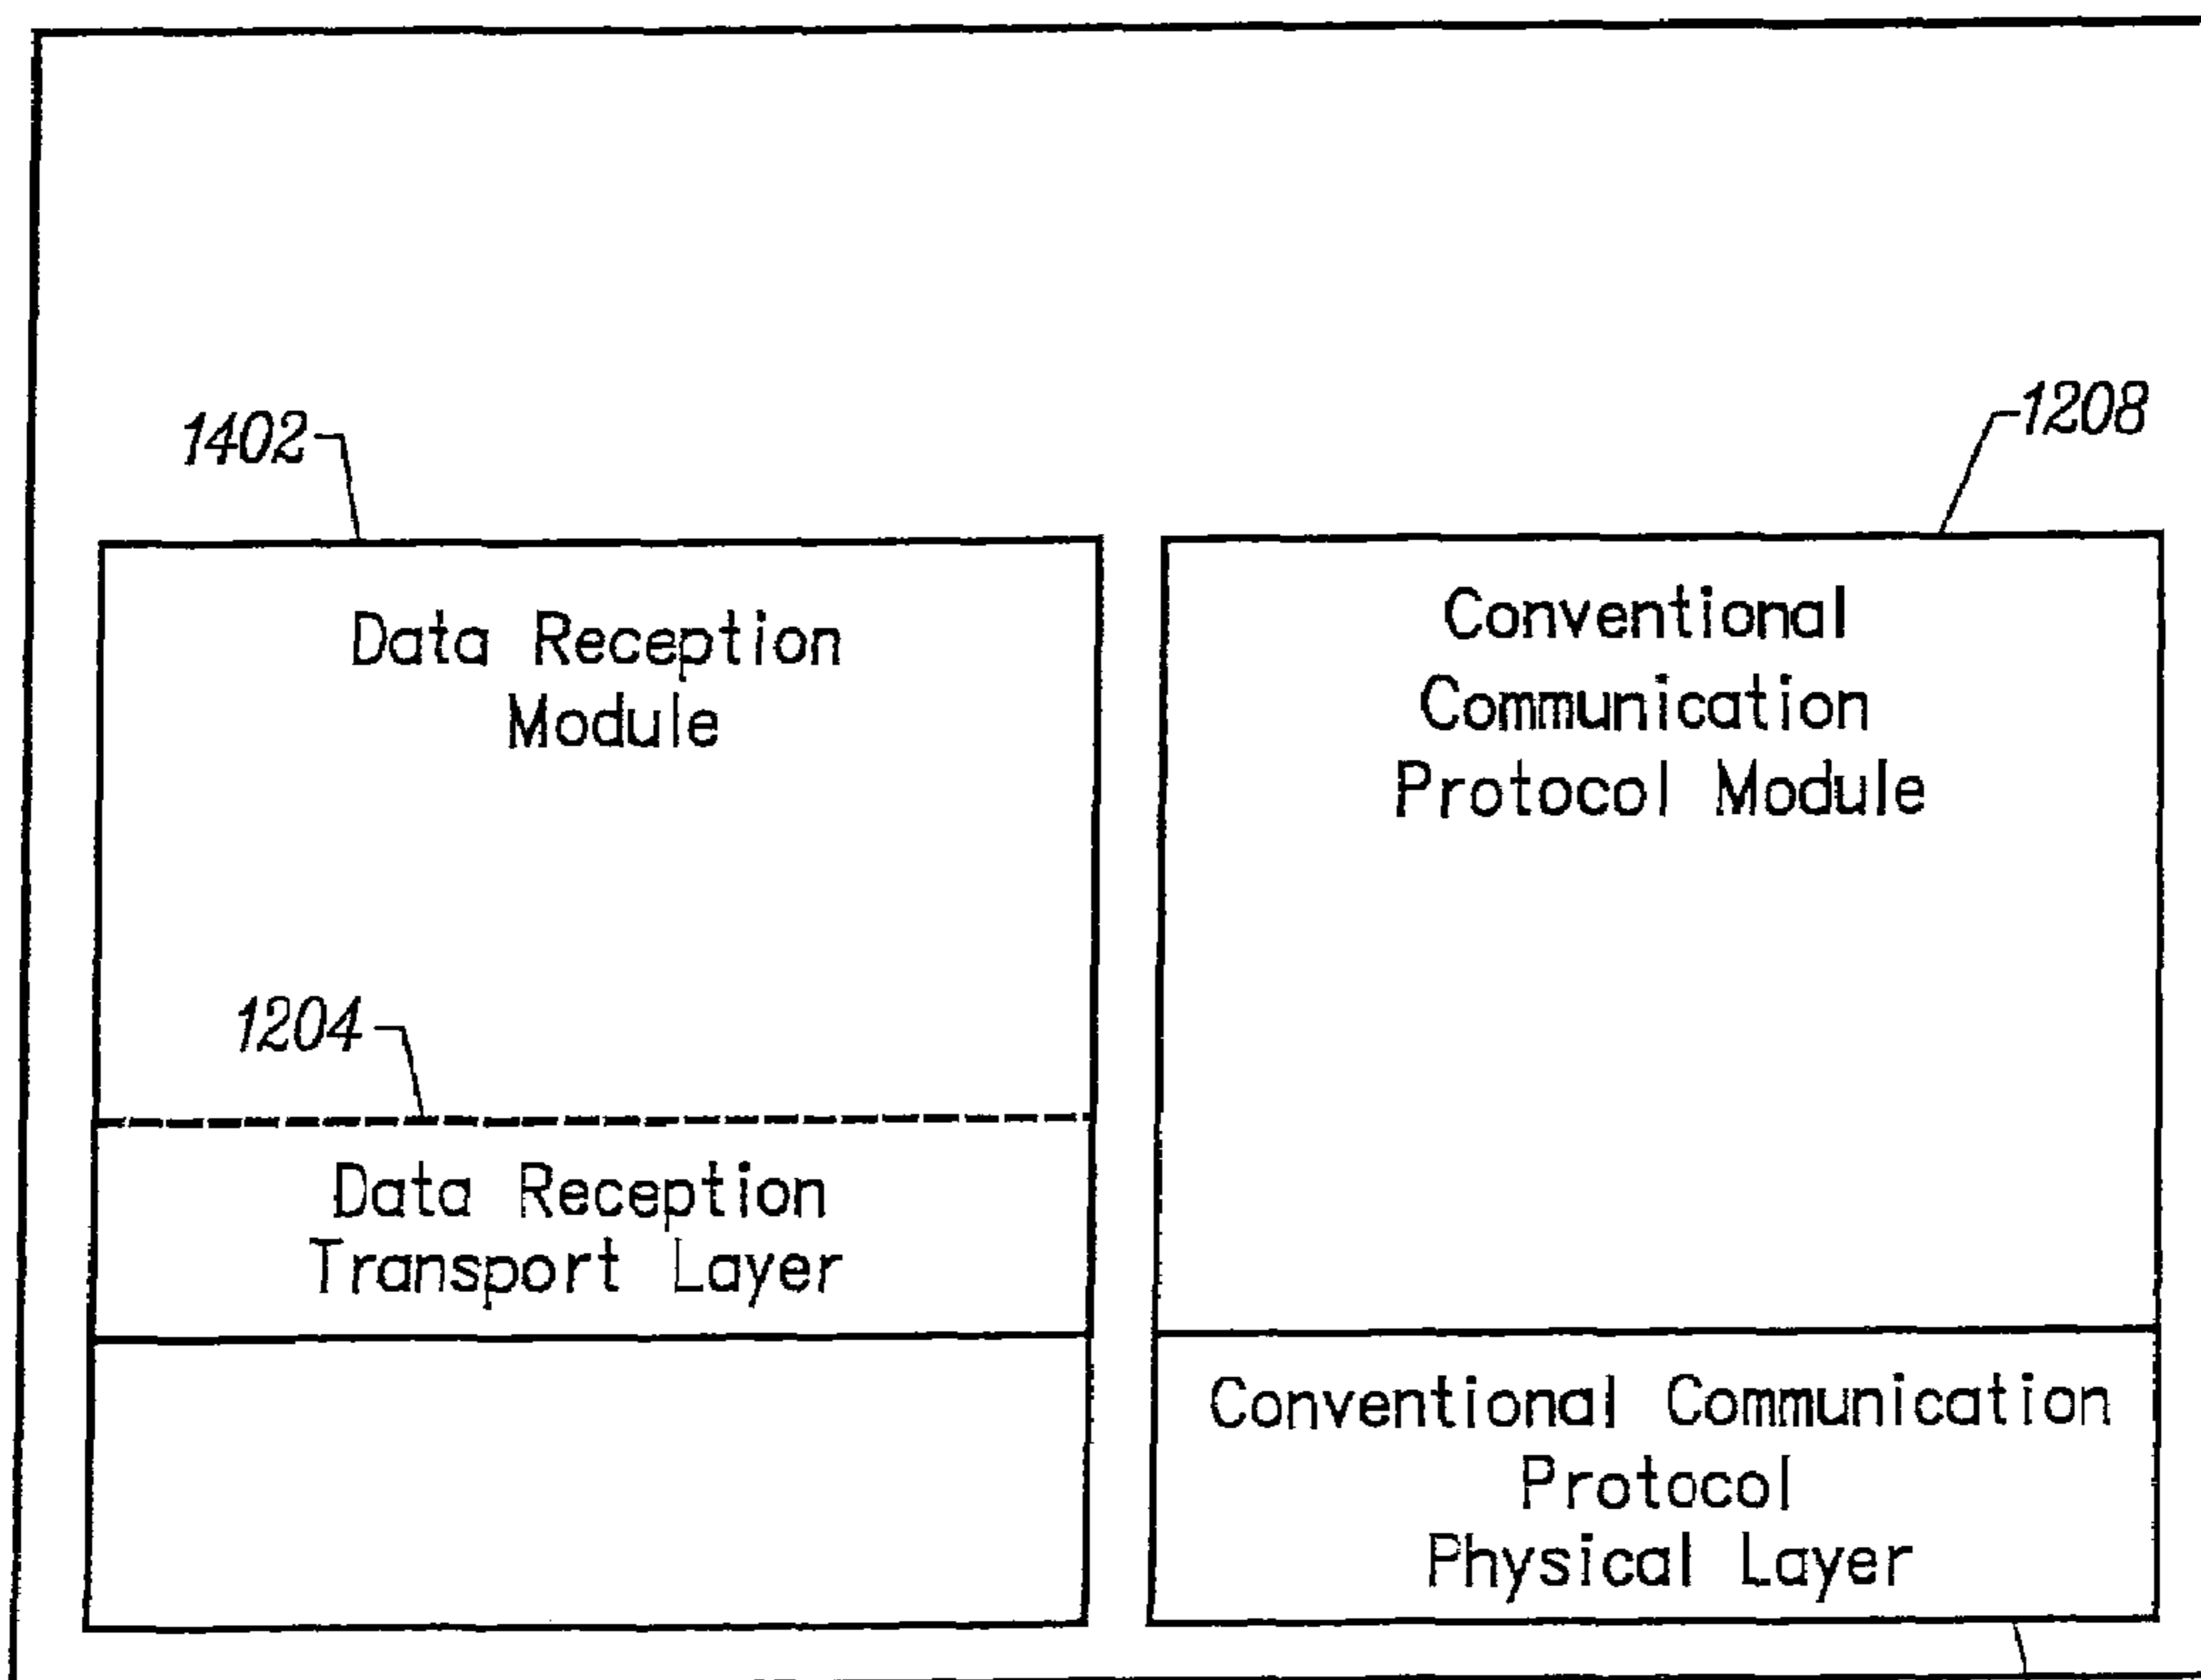 1402
1208
Data Reception
Module
Conventional
Communication
Protocol Module
1204
Data Reception
Transport Layer
Conventional Communication
Protocol
Physical Layer